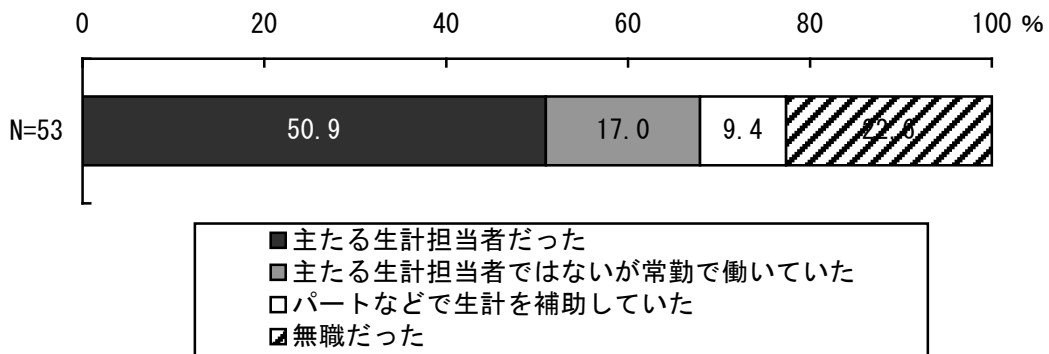 0 20 40 60 80 100 %
N=53 50.9 17.0 9.4 22.6
■主たる生計担当者だった
■主たる生計担当者ではないが常勤で働いていた
□パートなどで生計を補助していた
無職だった